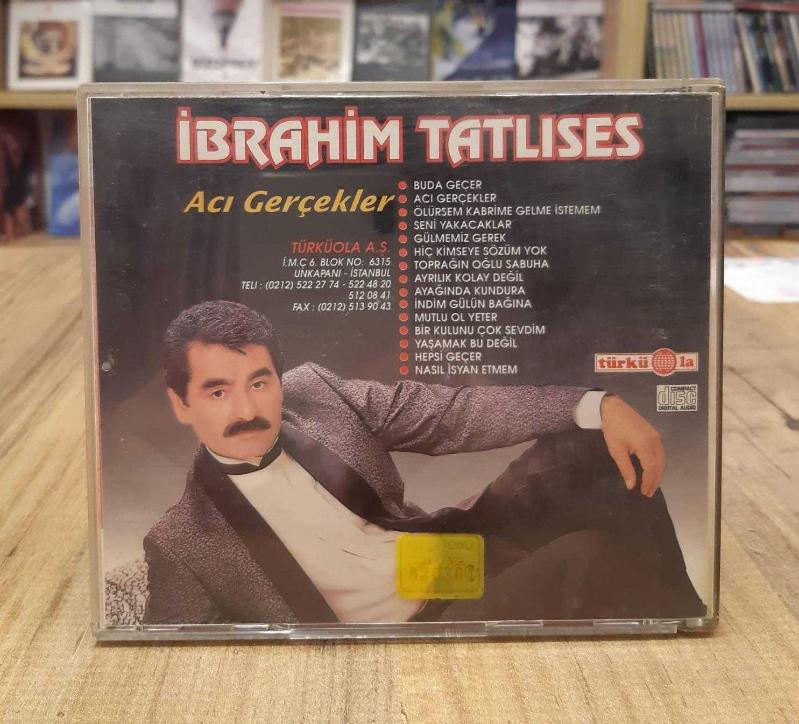 İBRAHİM TATLISES
Acı Gerçekler
TÜRKÜOLA A.Ş.
İ.M.Ç 6. BLOK NO: 6315
UNKAPANI - İSTANBUL
TELI : (0212) 522 27 74 - 522 48 20
512 08 41
FAX : (0212) 513 90 43
BUDA GEÇER
ACI GERÇEKLER
ÖLÜRSEM KABRİME GELME İSTEMEM
SENİ YAKACAKLAR
GÜLMEMİZ GEREK
HİÇ KİMSEYE SÖZÜM YOK
TOPRAĞIN OĞLU SABUHA
AYRILIK KOLAY DEĞİL
AYAĞINDA KUNDURA
İNDİM GÜLÜN BAĞINA
MUTLU OL YETER
BİR KULUNU ÇOK SEVDİM
YAŞAMAK BU DEĞİL
HEPSİ GEÇER
NASIL İSYAN ETMEM
türkü la
COMPACT
disc
DIGITAL AUDIO